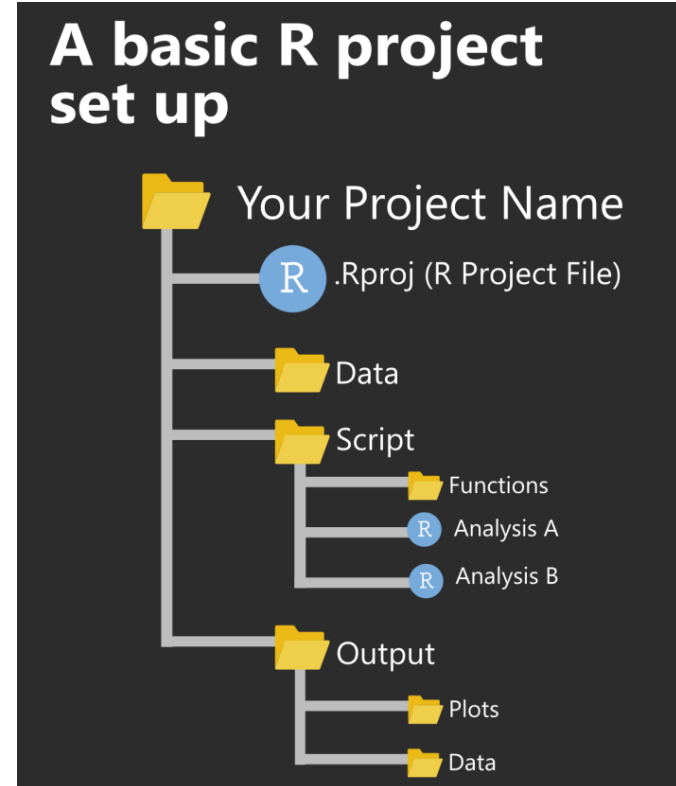 A basic R project
set up
Your Project Name
R .Rproj (R Project File)
Data
Script
Functions
R Analysis A
R Analysis B
Output
Plots
Data